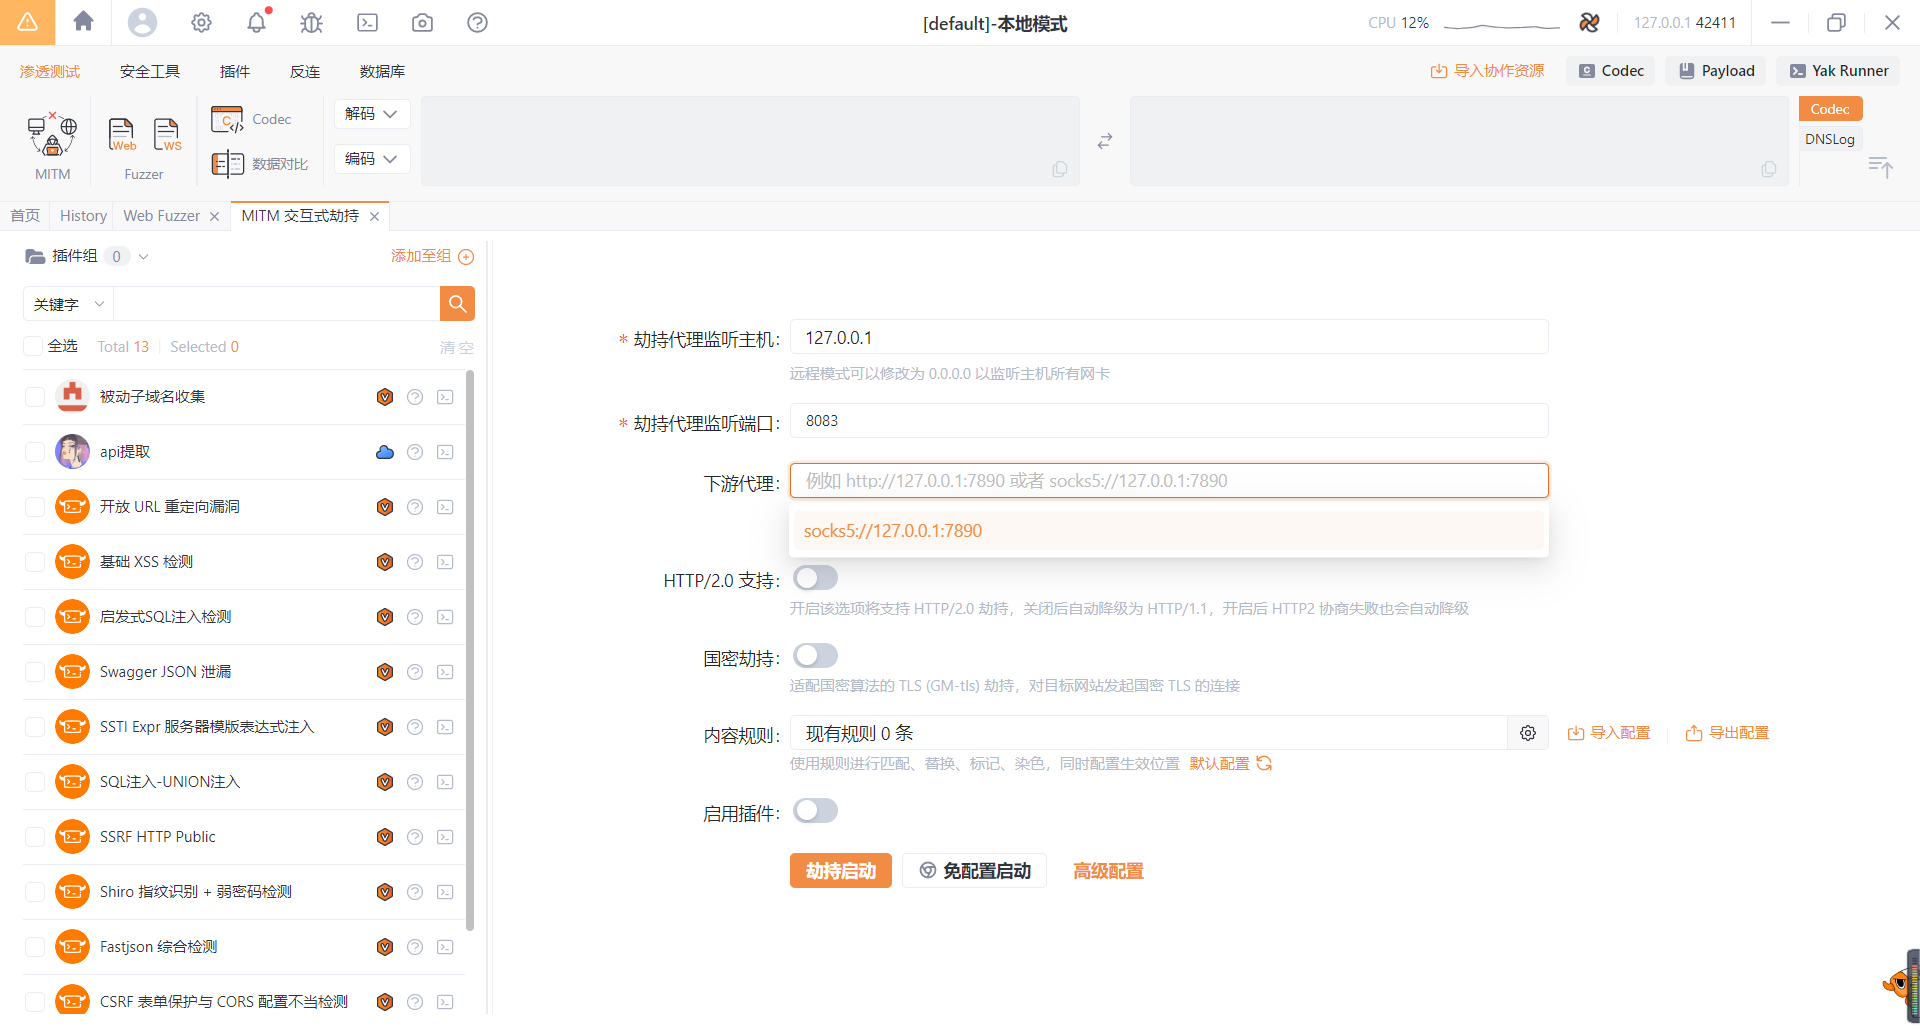 [default]-本地模式
CPU 12%
127.0.0.1 42411
渗透测试 安全工具 插件 反连 数据库
导入协作资源 Codec Payload Yak Runner
MITM
Web WS
Fuzzer
Codec
数据对比
解码
编码
Codec
DNSLog
首页 History Web Fuzzer MITM 交互式劫持
插件组 0 添加至组
关键字
全选 Total 13 Selected 0 清空
被动子域名收集
api提取
开放 URL 重定向漏洞
基础 XSS 检测
启发式SQL注入检测
Swagger JSON 泄漏
SSTI Expr 服务器模版表达式注入
SQL注入-UNION注入
SSRF HTTP Public
Shiro 指纹识别 + 弱密码检测
Fastjson 综合检测
CSRF 表单保护与 CORS 配置不当检测
* 劫持代理监听主机: 127.0.0.1
远程模式可以修改为 0.0.0.0 以监听主机所有网卡
* 劫持代理监听端口: 8083
下游代理: 例如 http://127.0.0.1:7890 或者 socks5://127.0.0.1:7890
socks5://127.0.0.1:7890
HTTP/2.0 支持:
开启该选项将支持 HTTP/2.0 劫持，关闭后自动降级为 HTTP/1.1，开启后 HTTP2 协商失败也会自动降级
国密劫持:
适配国密算法的 TLS (GM-tls) 劫持，对目标网站发起国密 TLS 的连接
内容规则: 现有规则 0 条 导入配置 导出配置
使用规则进行匹配、替换、标记、染色，同时配置生效位置 默认配置
启用插件:
劫持启动 免配置启动 高级配置